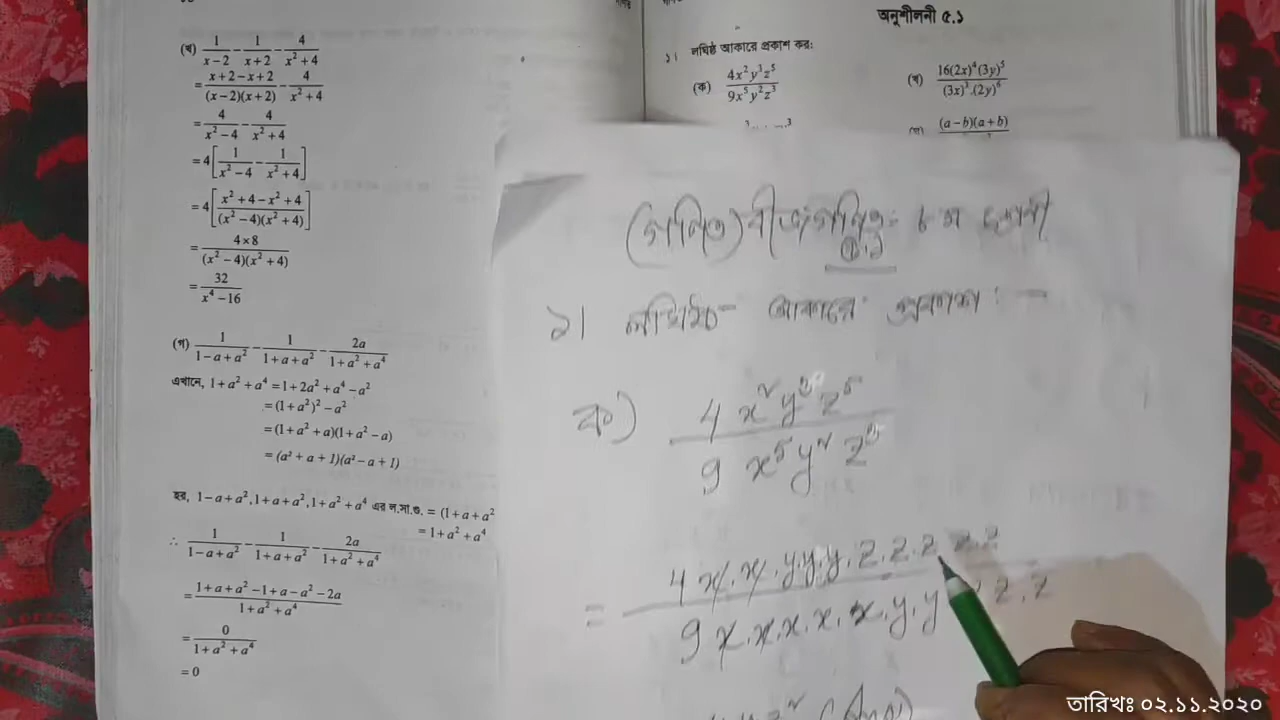 (খ) 1/(x-2) - 1/(x+2) - 4/(x²+4)
= (x+2-x+2)/((x-2)(x+2)) - 4/(x²+4)
= 4/(x²-4) - 4/(x²+4)
= 4[1/(x²-4) - 1/(x²+4)]
= 4[(x²+4-x²+4)/((x²-4)(x²+4))]
= (4×8)/((x²-4)(x²+4))
= 32/(x⁴-16)
(গ) 1/(1-a+a²) - 1/(1+a+a²) - 2a/(1+a²+a⁴)
এখানে, 1+a²+a⁴ = 1+2a²+a⁴-a²
= (1+a²)²-a²
= (1+a²+a)(1+a²-a)
= (a²+a+1)(a²-a+1)
হর, 1-a+a², 1+a+a², 1+a²+a⁴ এর ল.সা.গু. = (1+a+a²
= 1+a²+a⁴
∴ 1/(1-a+a²) - 1/(1+a+a²) - 2a/(1+a²+a⁴)
= (1+a+a²-1+a-a²-2a)/(1+a²+a⁴)
= 0/(1+a²+a⁴)
= 0
অনুশীলনী ৫.১
১। লঘিষ্ঠ আকারে প্রকাশ কর:
(ক) 4x²y³z⁵/9x⁵y²z³
(খ) 16(2x)⁴(3y)⁵/(3x)³.(2y)⁶
(a-b)(a+b)
(গণিত) বীজগণিত: ৮ম শ্রেণী
৫.১
১। লঘিষ্ঠ আকারে প্রকাশ :-
ক) 4x²y³z⁵/9x⁵y²z³
= 4x.x.y.y.y.z.z.z.z.z/9x.x.x.x.x.y.y z.z
তারিখঃ ০২.১১.২০২০